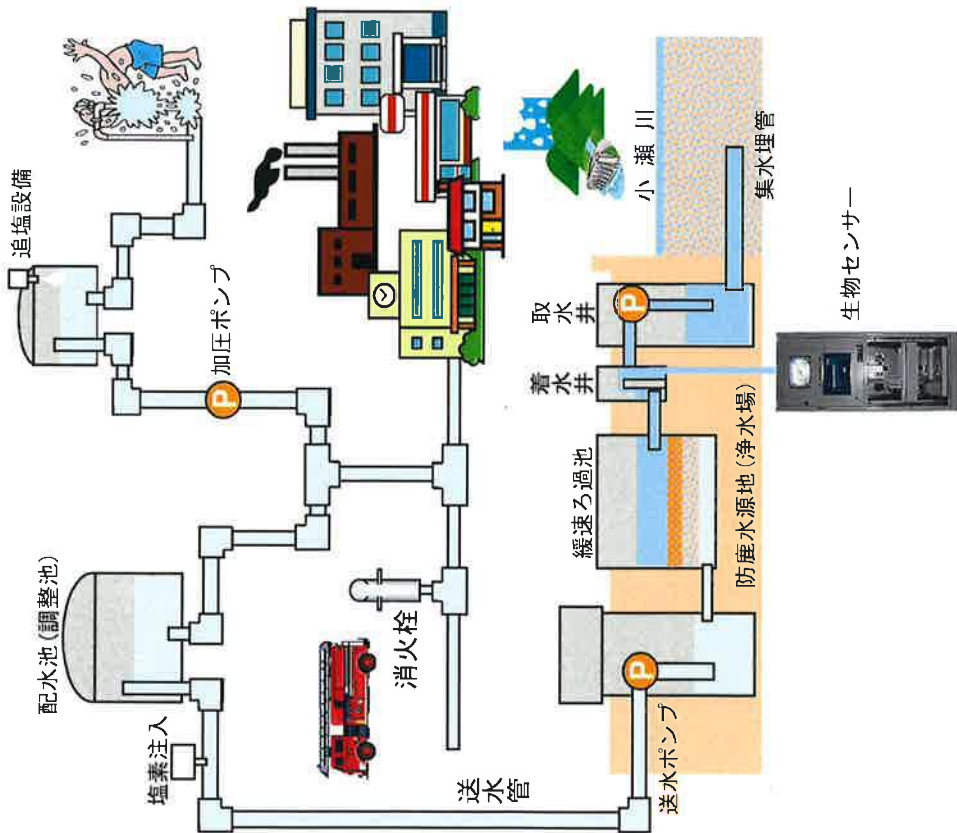 追塩設備
加圧ポンプ
配水池(調整池)
塩素注入
消火栓
送水管
小瀬川
集水埋管
取水井
着水井
緩速ろ過池
防鹿水源地(浄水場)
送水ポンプ
生物センサー
P
P
P